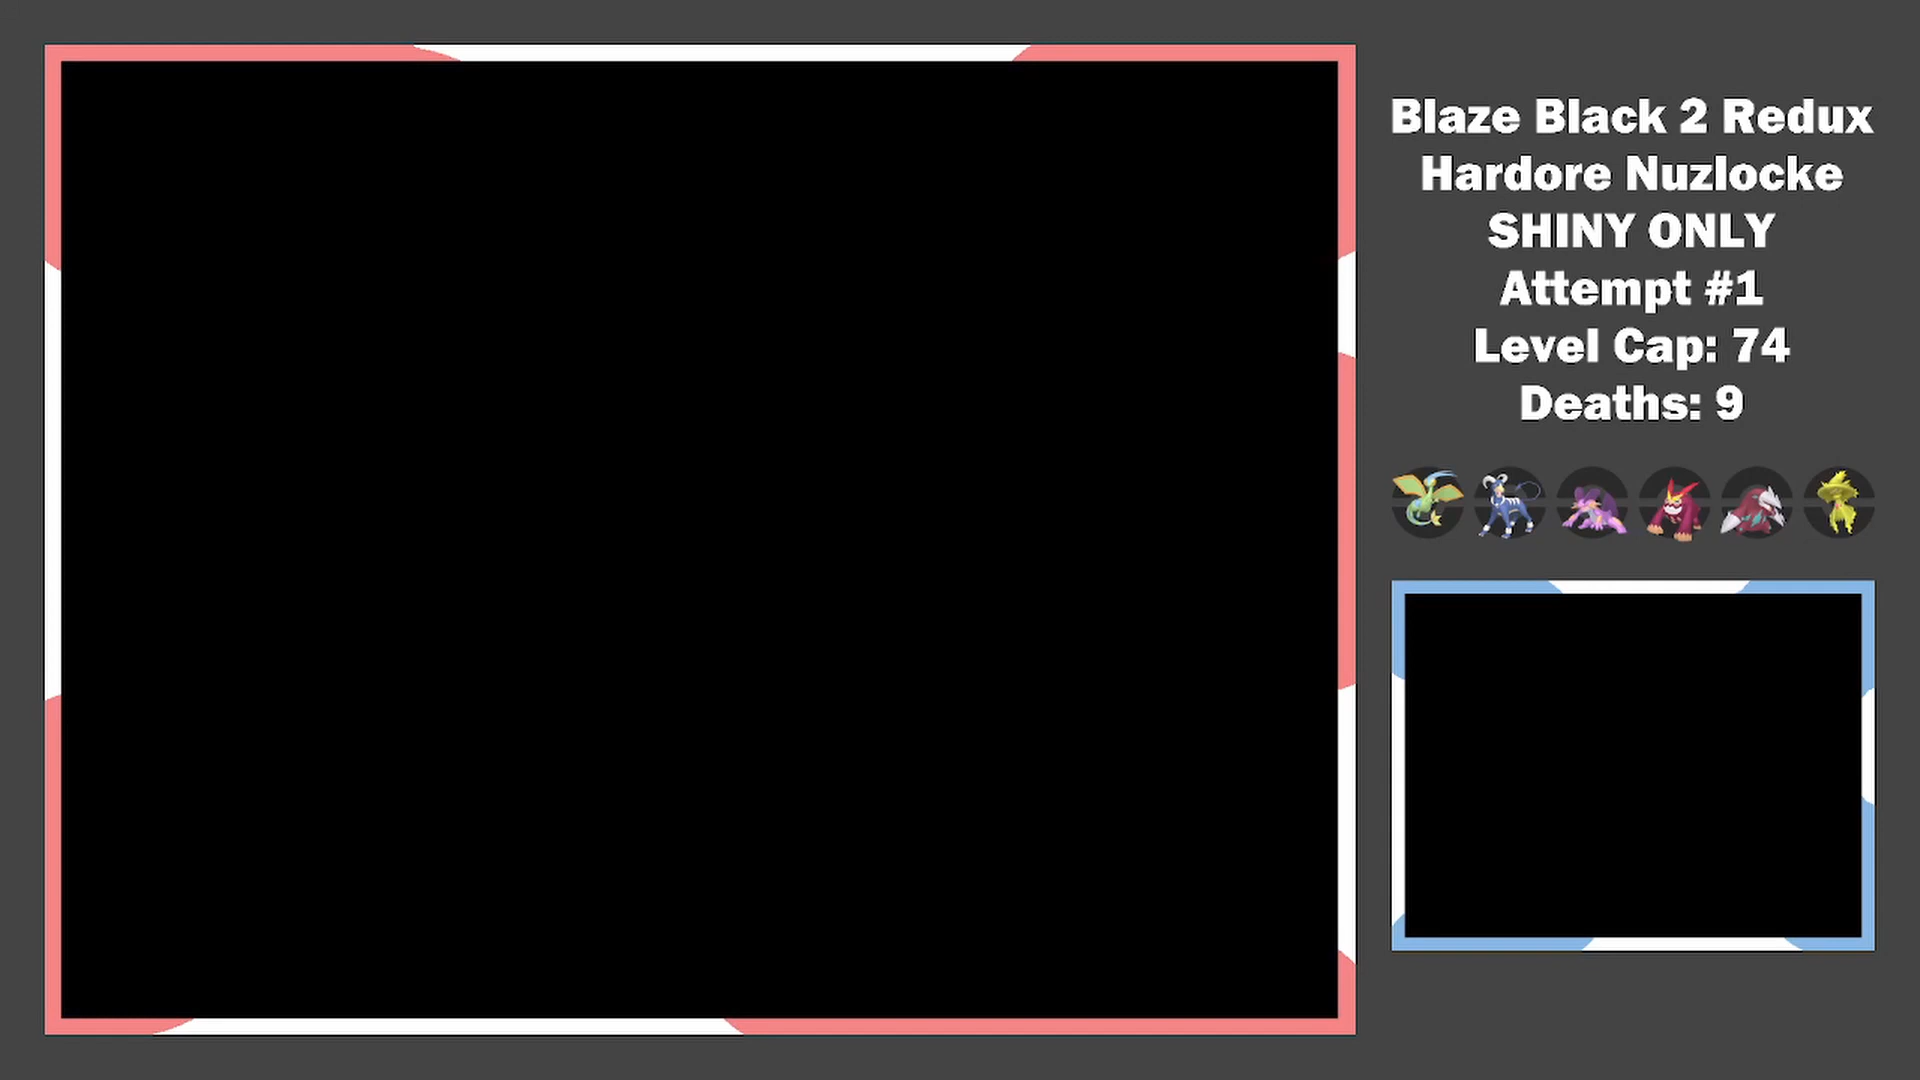 Blaze Black 2 Redux
Hardore Nuzlocke
SHINY ONLY
Attempt #1
Level Cap: 74
Deaths: 9